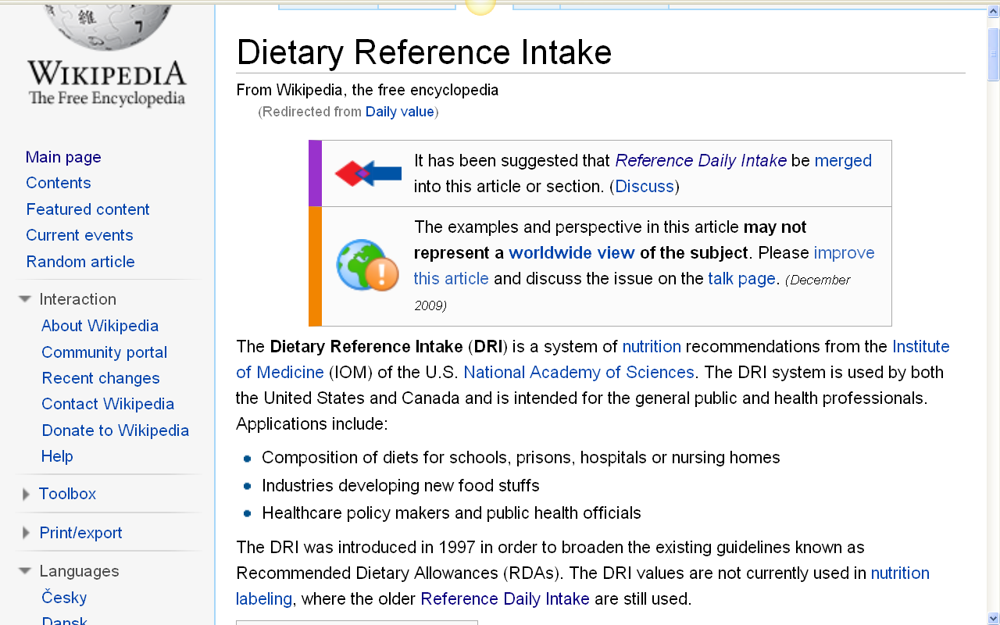 維
7
WIKIPEDIA
The Free Encyclopedia
Main page
Contents
Featured content
Current events
Random article
Interaction
About Wikipedia
Community portal
Recent changes
Contact Wikipedia
Donate to Wikipedia
Help
Toolbox
Print/export
Languages
Česky
Dansk
Dietary Reference Intake
From Wikipedia, the free encyclopedia
(Redirected from Daily value)
It has been suggested that Reference Daily Intake be merged
into this article or section. (Discuss)
The examples and perspective in this article may not
represent a worldwide view of the subject. Please improve
this article and discuss the issue on the talk page. (December
2009)
The Dietary Reference Intake (DRI) is a system of nutrition recommendations from the Institute
of Medicine (IOM) of the U.S. National Academy of Sciences. The DRI system is used by both
the United States and Canada and is intended for the general public and health professionals.
Applications include:
Composition of diets for schools, prisons, hospitals or nursing homes
Industries developing new food stuffs
Healthcare policy makers and public health officials
The DRI was introduced in 1997 in order to broaden the existing guidelines known as
Recommended Dietary Allowances (RDAs). The DRI values are not currently used in nutrition
labeling, where the older Reference Daily Intake are still used.